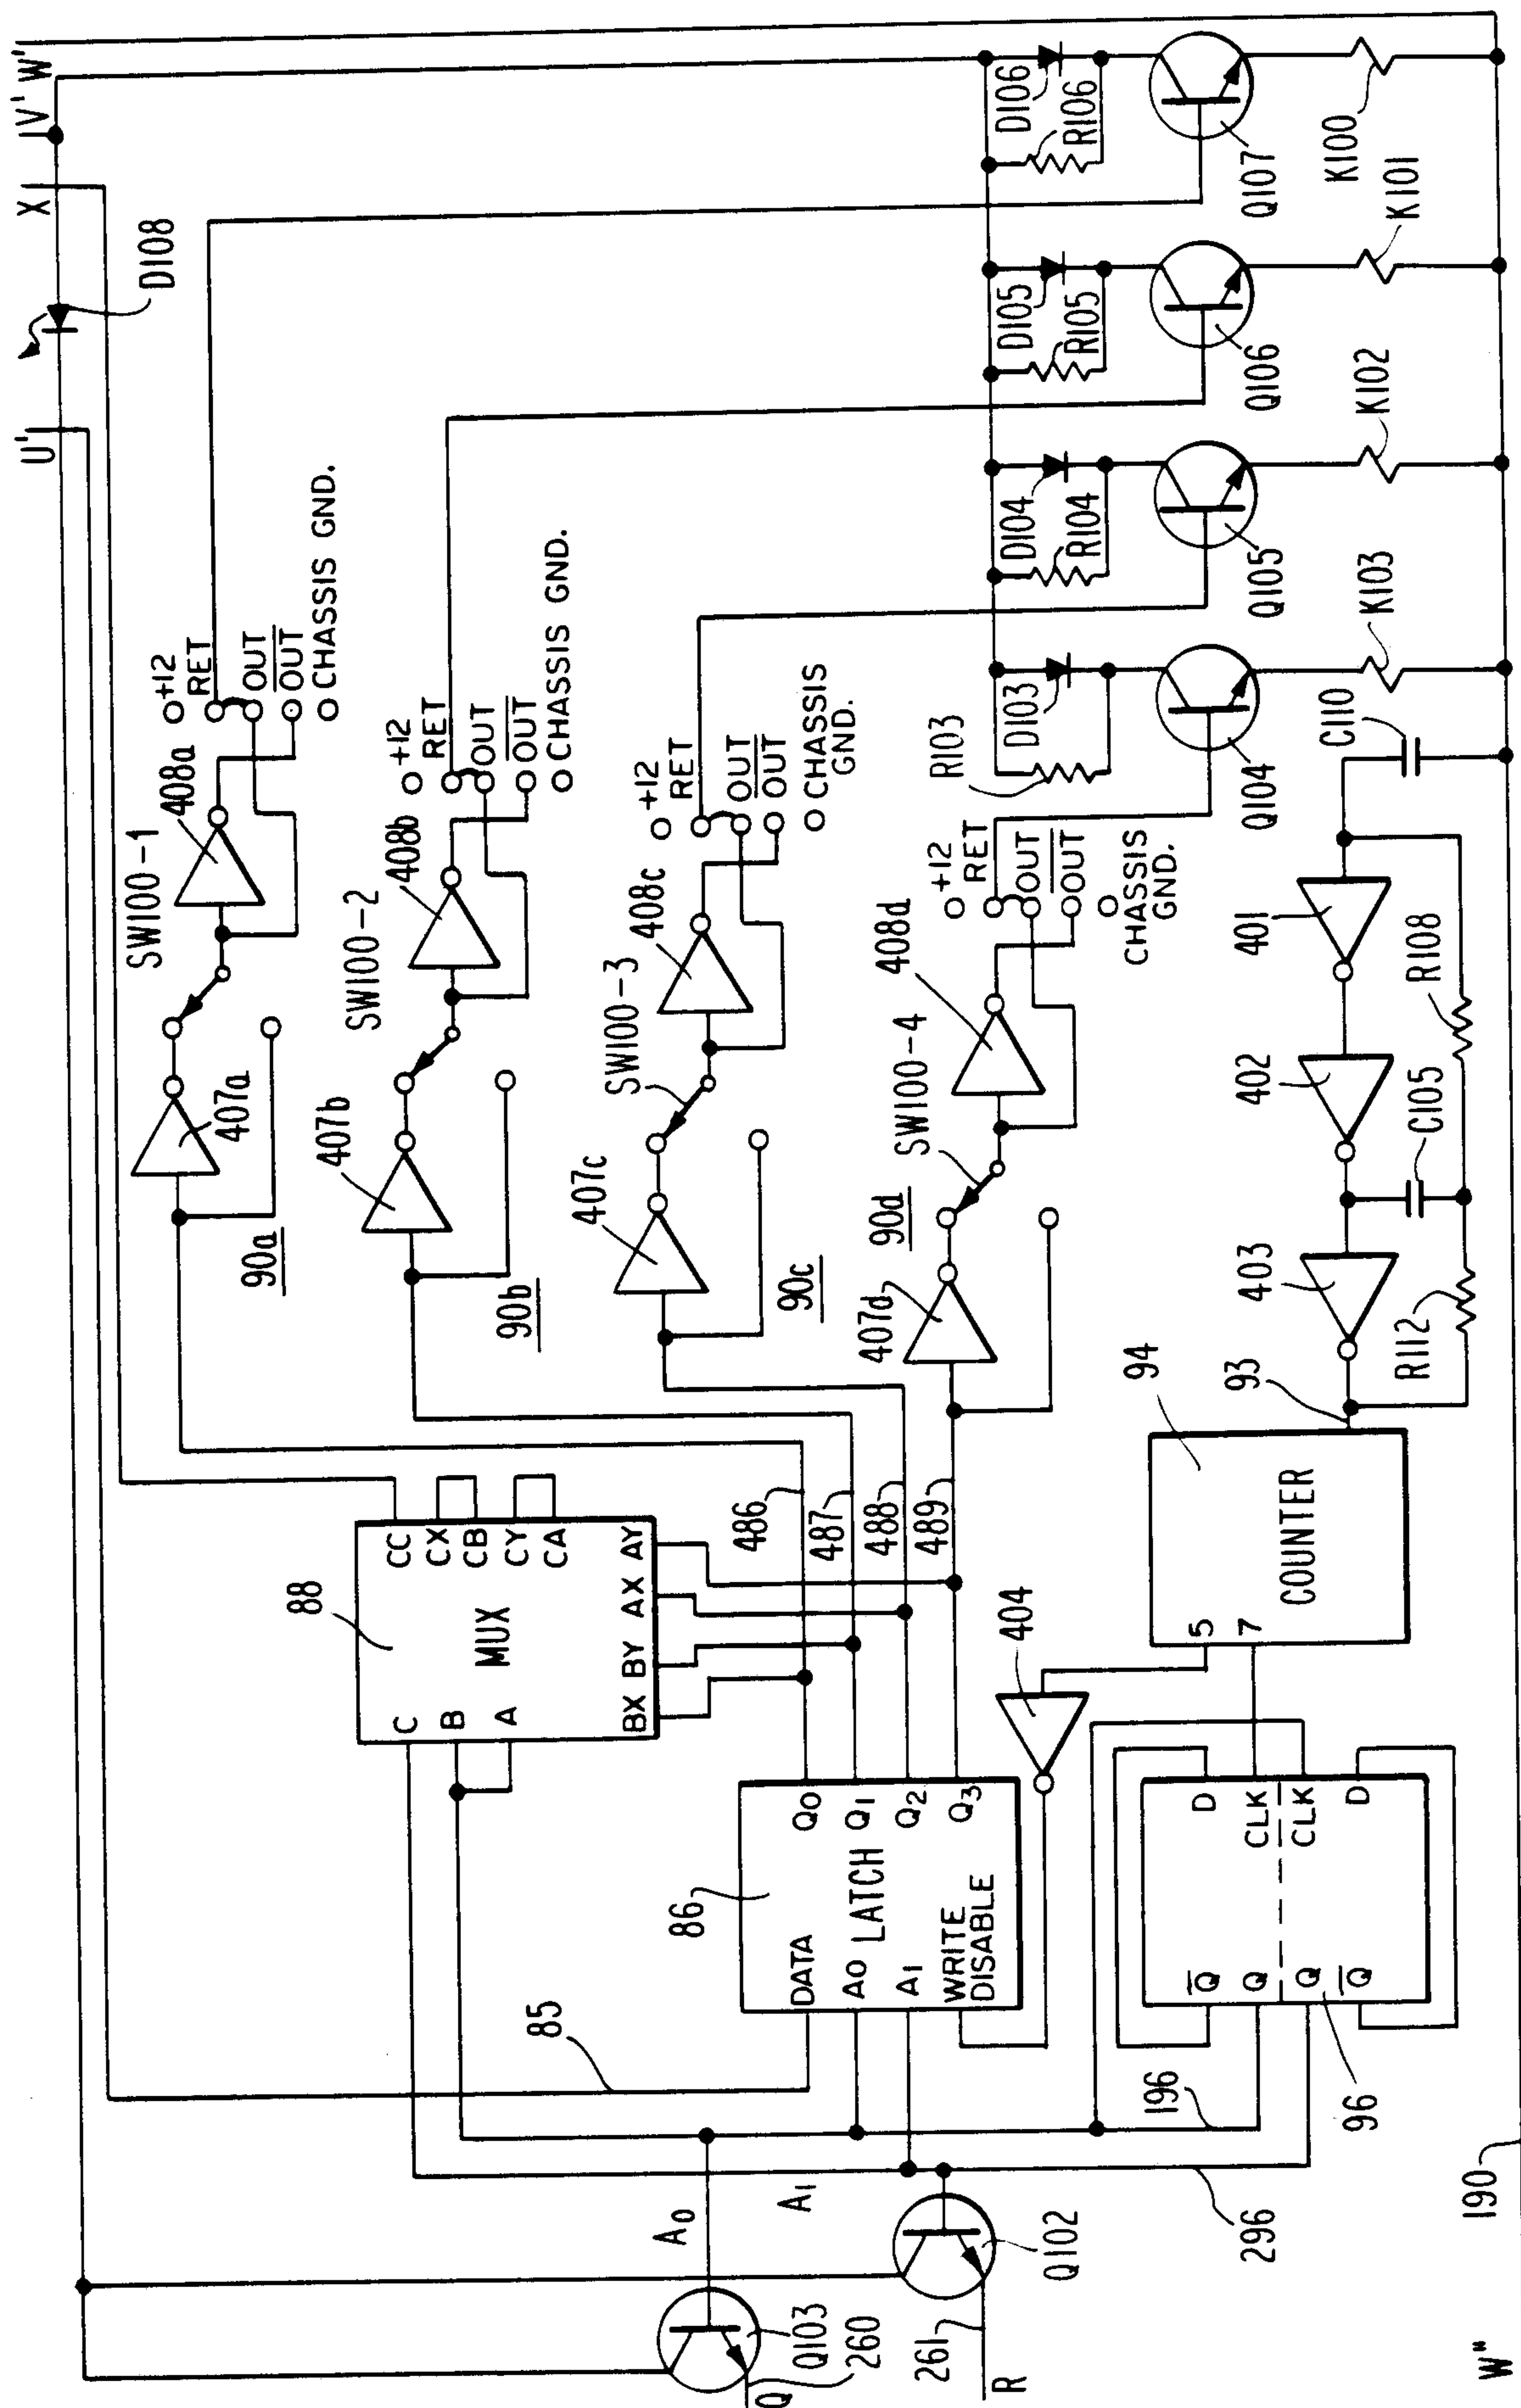 U'
X
V'
W'
D108
SW100-1
408a
407a
90a
+12
RET
OUT
OUT
CHASSIS GND.
SW100-2
408b
407b
90b
+12
RET
OUT
OUT
CHASSIS GND.
SW100-3
408c
407c
90c
+12
RET
OUT
OUT
CHASSIS
GND.
SW100-4
408d
407d
90d
+12
RET
OUT
OUT
CHASSIS
GND.
D106
R106
Q107
K100
D105
R105
Q106
K101
D104
R104
Q105
K102
D103
R103
Q104
K103
C110
401
R108
402
C105
403
R112
93
94
COUNTER
5
7
88
MUX
C
B
A
CC
CX
CB
CY
CA
BX
BY
AX
AY
486
487
488
489
404
86
LATCH
DATA
A0
A1
WRITE
DISABLE
Q0
Q1
Q2
Q3
85
Q
Q
Q
Q
D
CLK
CLK
D
96
196
296
A0
A1
Q103
260
Q
Q102
261
R
190
W"